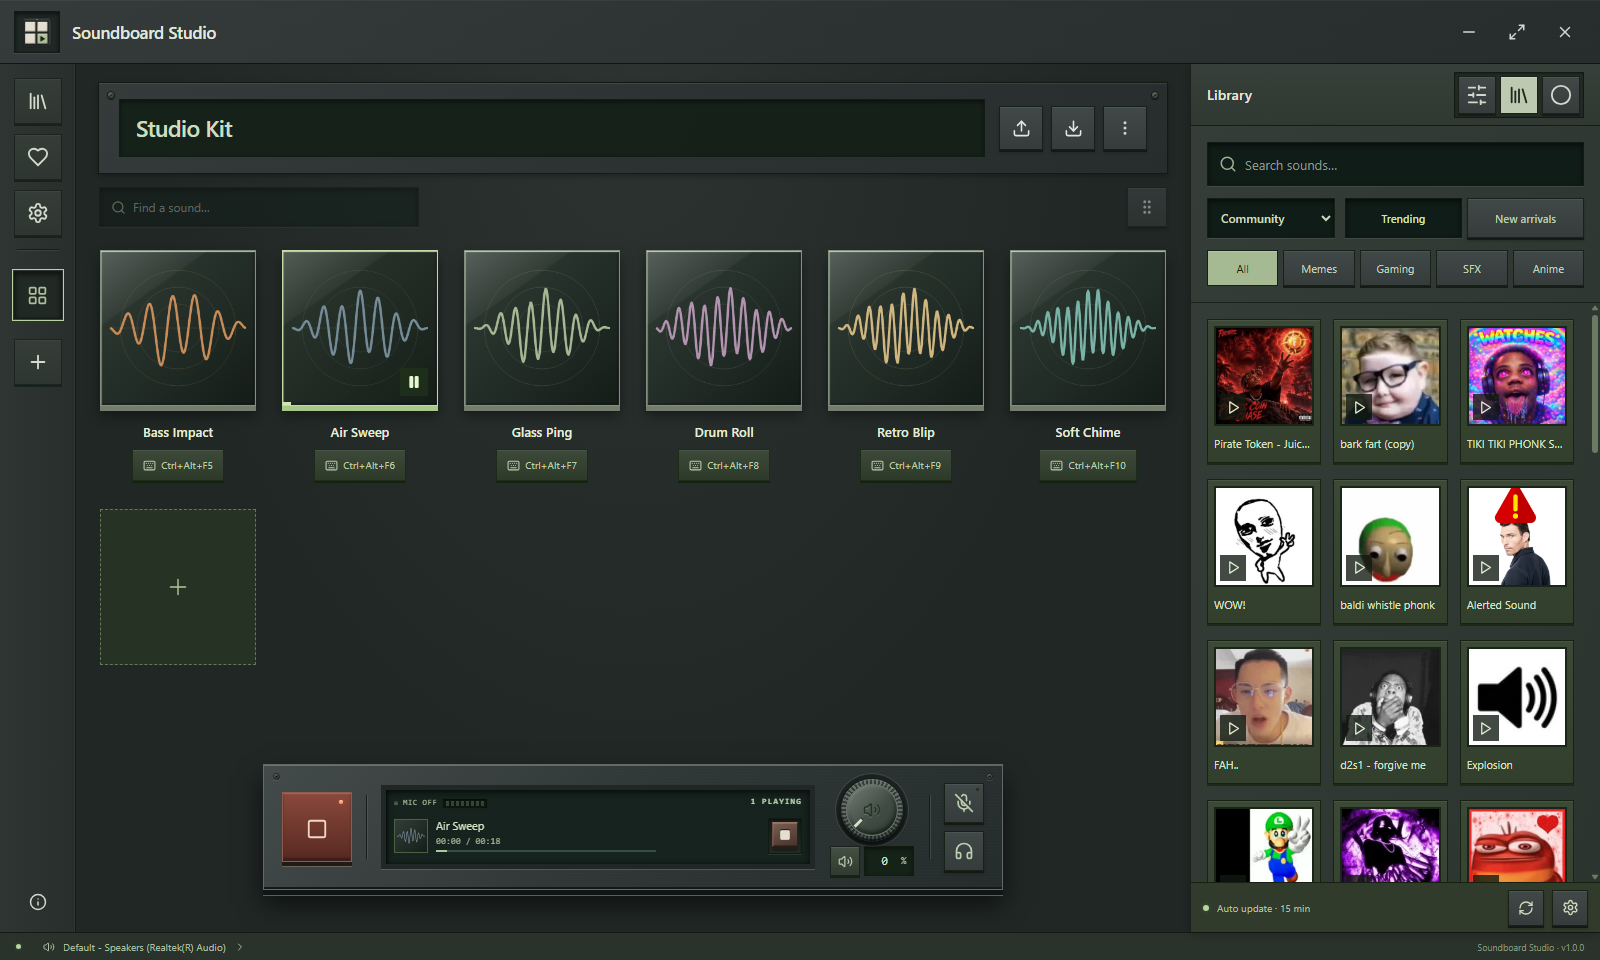 Soundboard Studio
Library
Studio Kit
Search sounds...
Find a sound...
Community
Trending
New arrivals
All
Memes
Gaming
SFX
Anime
Bass Impact
Air Sweep
Glass Ping
Drum Roll
Retro Blip
Soft Chime
Ctrl+Alt+F5
Ctrl+Alt+F6
Ctrl+Alt+F7
Ctrl+Alt+F8
Ctrl+Alt+F9
Ctrl+Alt+F10
WATCHES
Pirate Token - Juic...
bark fart (copy)
TIKI TIKI PHONK S...
WOW!
baldi whistle phonk
Alerted Sound
FAH..
d2s1 - forgive me
Explosion
MIC OFF
1 PLAYING
Air Sweep
00:00 / 00:18
0 %
Auto update · 15 min
Default - Speakers (Realtek(R) Audio)
Soundboard Studio · v1.0.0